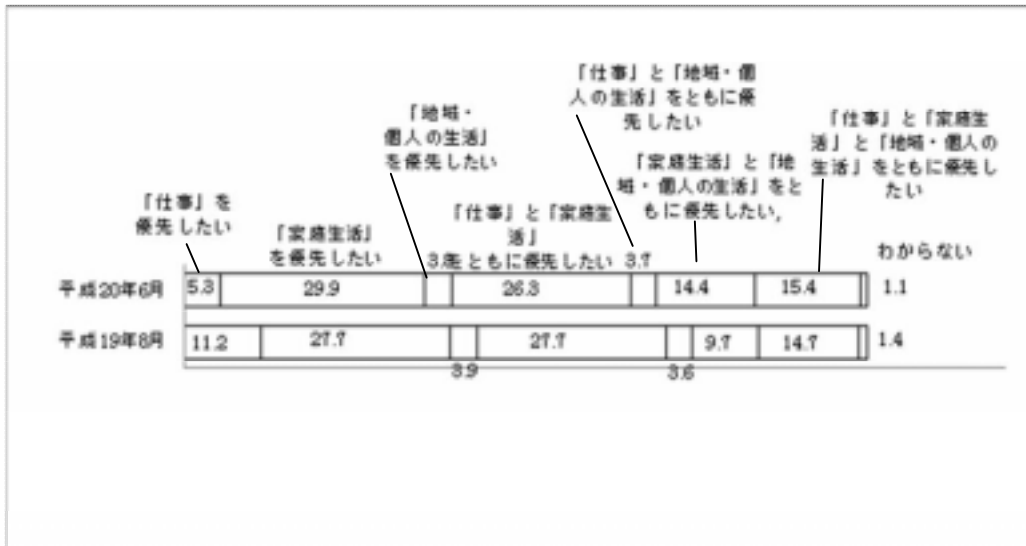 「仕事」と「地域・個
人の生活」をともに優
先したい
「地域・
個人の生活」
を優先したい
「仕事」と「家庭生
活」と「地域・個人の
生活」をともに優先し
たい
「家庭生活」と「地
域・個人の生活」をと
もに優先したい,
「仕事」を
優先したい
「家庭生活」
を優先したい
「仕事」と「家庭生
活」
をともに優先したい
3.7
わからない
平成20年6月 5.3 29.9 26.3 14.4 15.4 1.1
平成19年8月 11.2 27.7 27.7 9.7 14.7 1.4
3.9 3.6